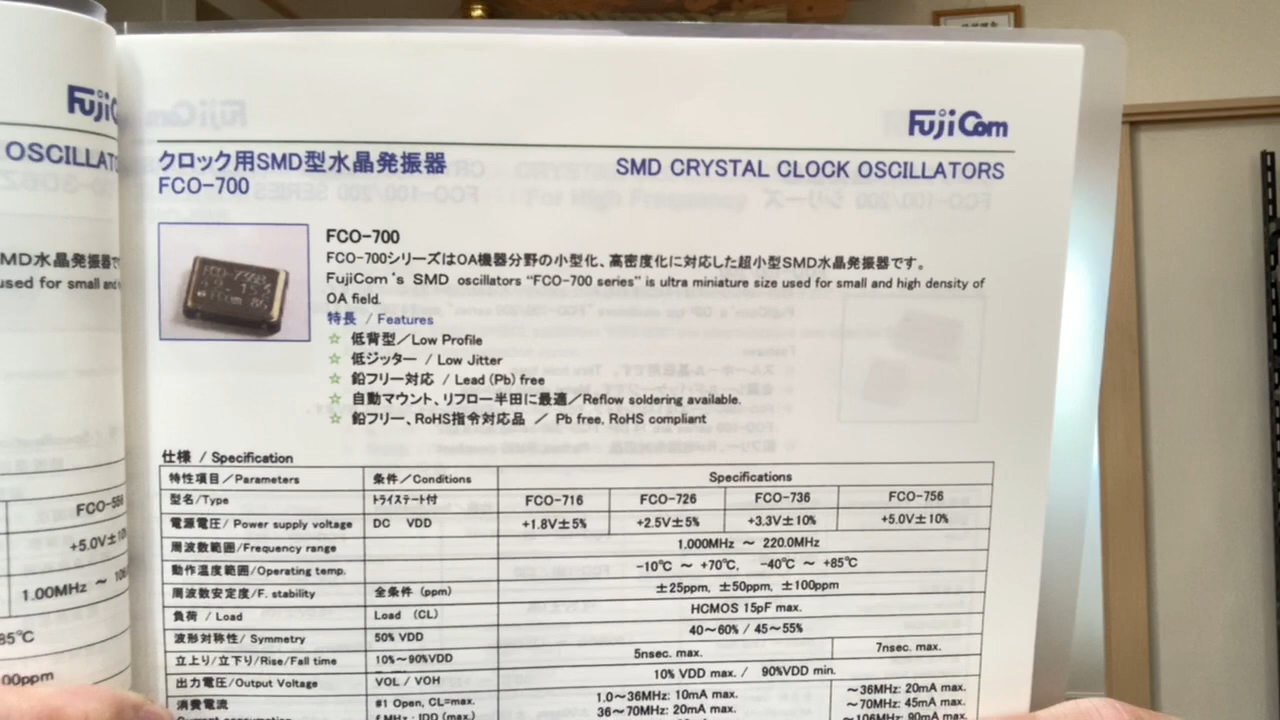 FujiCom
OSCILLAT
MD水晶発振器で
used for small and
FCO-556
+5.0V±10
1.00MHz ～ 106
85℃
00ppm
FujiCom
クロック用SMD型水晶発振器 SMD CRYSTAL CLOCK OSCILLATORS
FCO-700
FCO-700
FCO-700シリーズはOA機器分野の小型化、高密度化に対応した超小型SMD水晶発振器です。
FujiCom's SMD oscillators "FCO-700 series" is ultra miniature size used for small and high density of
OA field.
特長 / Features
☆ 低背型／Low Profile
☆ 低ジッター / Low Jitter
☆ 鉛フリー対応 / Lead (Pb) free
☆ 自動マウント、リフロー半田に最適／Reflow soldering available.
☆ 鉛フリー、RoHS指令対応品 ／ Pb free, RoHS compliant
仕様 / Specification
特性項目／Parameters 条件／Conditions Specifications
型名/Type トライステート付 FCO-716 FCO-726 FCO-736 FCO-756
電源電圧/ Power supply voltage DC VDD +1.8V±5% +2.5V±5% +3.3V±10% +5.0V±10%
周波数範囲/Frequency range 1.000MHz ～ 220.0MHz
動作温度範囲/Operating temp. -10℃ ～ +70℃, -40℃ ～ +85℃
周波数安定度/F. stability 全条件 (ppm) ±25ppm, ±50ppm, ±100ppm
負荷 / Load Load (CL) HCMOS 15pF max.
波形対称性/ Symmetry 50% VDD 40～60% / 45～55%
立上り/立下り/Rise/Fall time 10%～90%VDD 5nsec. max. 7nsec. max.
出力電圧/Output Voltage VOL / VOH 10% VDD max. / 90%VDD min.
消費電流 #1 Open, CL=max. 1.0～36MHz: 10mA max. ～36MHz: 20mA max.
Current consumption f MHz : IDD (max.) 36～70MHz: 20mA max. ～70MHz: 45mA max.
～106MHz: 90mA max.